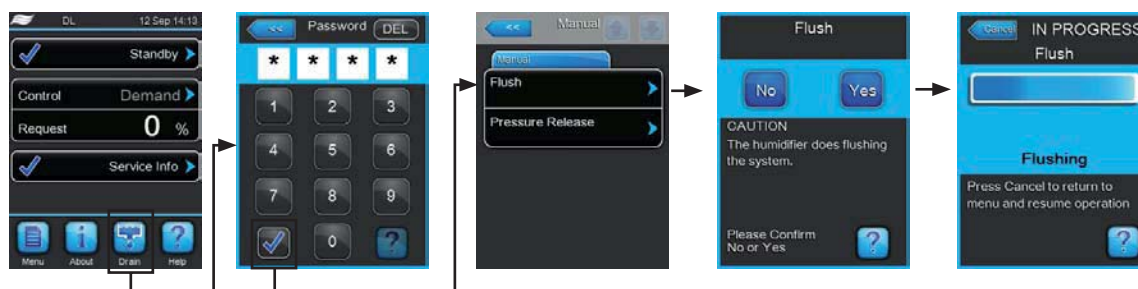 DL 12 Sep 14:13
Standby
Control Demand
Request 0 %
Service Info
Menu About Drain Help
<< Password DEL
* * * *
1 2 3
4 5 6
7 8 9
0 ?
<< Manual
Manual
Flush
Pressure Release
Flush
No Yes
CAUTION
The humidifier does flushing
the system.
Please Confirm
No or Yes
?
Cancel IN PROGRESS
Flush
Flushing
Press Cancel to return to
menu and resume operation
?